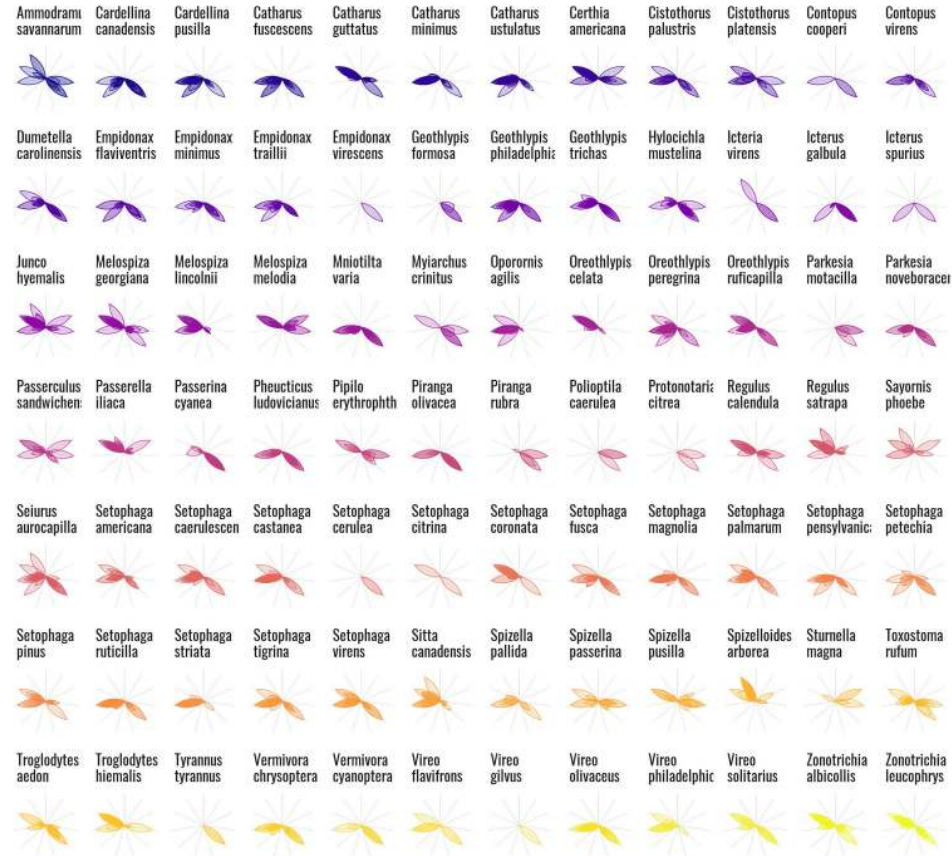 Ammodramu
savannarum
Cardellina
canadensis
Cardellina
pusilla
Catharus
fuscescens
Catharus
guttatus
Catharus
minimus
Catharus
ustulatus
Certhia
americana
Cistothorus
palustris
Cistothorus
platensis
Contopus
cooperi
Contopus
virens
Dumetella
carolinensis
Empidonax
flaviventris
Empidonax
minimus
Empidonax
traillii
Empidonax
virescens
Geothlypis
formosa
Geothlypis
philadelphia
Geothlypis
trichas
Hylocichla
mustelina
Icteria
virens
Icterus
galbula
Icterus
spurius
Junco
hyemalis
Melospiza
georgiana
Melospiza
lincolnii
Melospiza
melodia
Mniotilta
varia
Myiarchus
crinitus
Oporornis
agilis
Oreothlypis
celata
Oreothlypis
peregrina
Oreothlypis
ruficapilla
Parkesia
motacilla
Parkesia
noveboracer
Passerculus
sandwichen
Passerella
iliaca
Passerina
cyanea
Pheucticus
ludovicianus
Pipilo
erythrophth
Piranga
olivacea
Piranga
rubra
Polioptila
caerulea
Protonotaria
citrea
Regulus
calendula
Regulus
satrapa
Sayornis
phoebe
Seiurus
aurocapilla
Setophaga
americana
Setophaga
caerulescen
Setophaga
castanea
Setophaga
cerulea
Setophaga
citrina
Setophaga
coronata
Setophaga
fusca
Setophaga
magnolia
Setophaga
palmarum
Setophaga
pensylvanic
Setophaga
petechia
Setophaga
pinus
Setophaga
ruticilla
Setophaga
striata
Setophaga
tigrina
Setophaga
virens
Sitta
canadensis
Spizella
pallida
Spizella
passerina
Spizella
pusilla
Spizelloides
arborea
Sturnella
magna
Toxostoma
rufum
Troglodytes
aedon
Troglodytes
hiemalis
Tyrannus
tyrannus
Vermivora
chrysoptera
Vermivora
cyanoptera
Vireo
flavifrons
Vireo
gilvus
Vireo
olivaceus
Vireo
philadelphic
Vireo
solitarius
Zonotrichia
albicollis
Zonotrichia
leucophrys